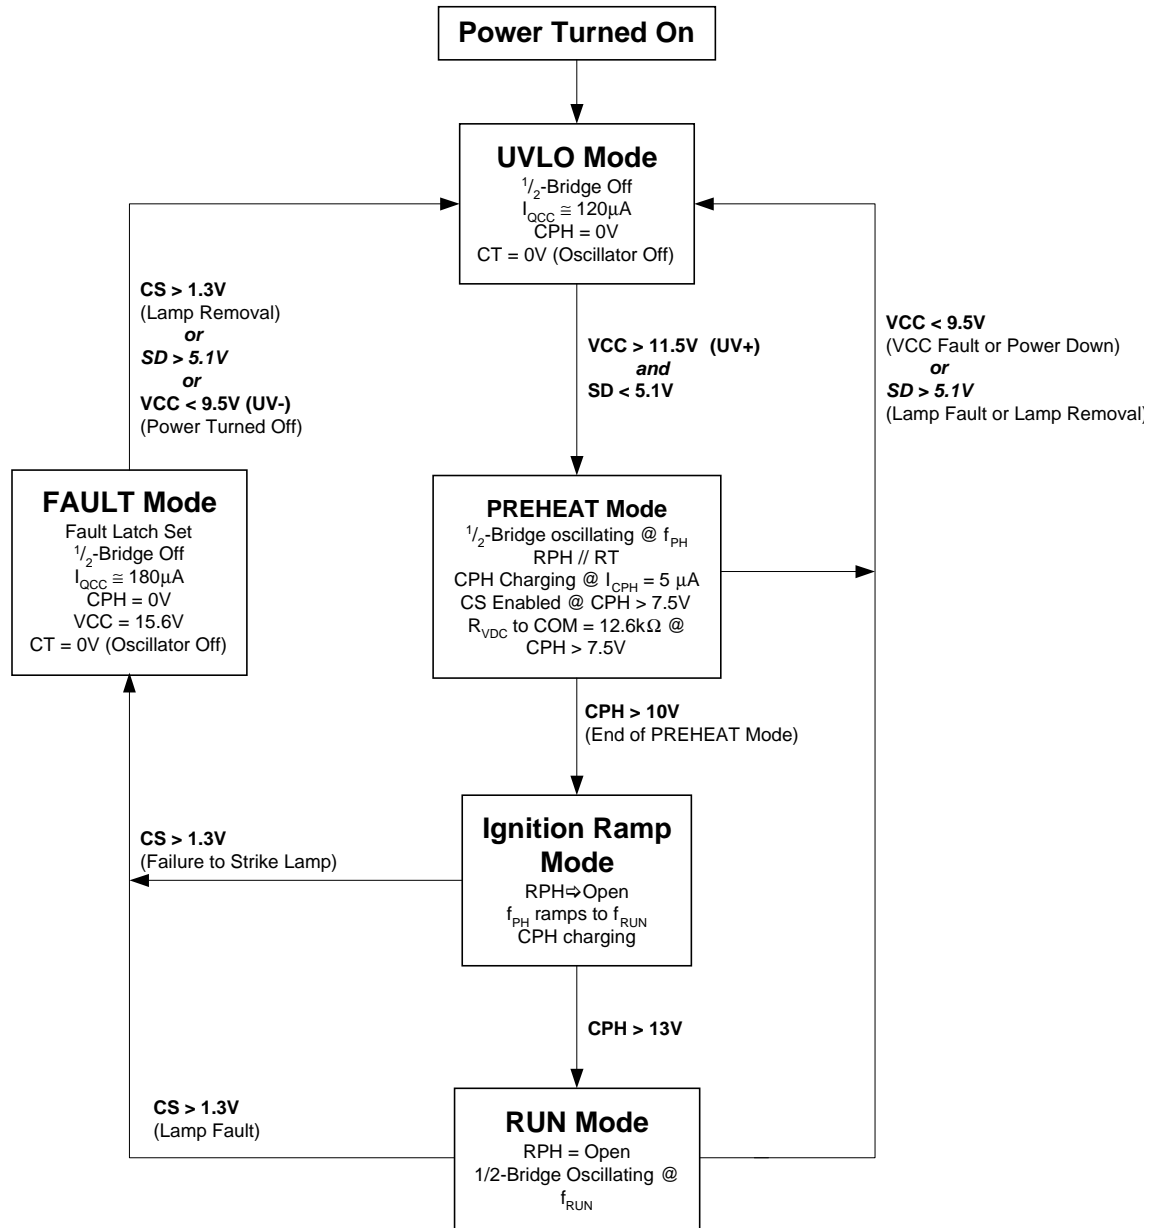 Power Turned On
UVLO Mode
1/2-Bridge Off
IQCC ≅ 120μA
CPH = 0V
CT = 0V (Oscillator Off)
CS > 1.3V
(Lamp Removal)
or
SD > 5.1V
or
VCC < 9.5V (UV-)
(Power Turned Off)
VCC > 11.5V (UV+)
and
SD < 5.1V
VCC < 9.5V
(VCC Fault or Power Down)
or
SD > 5.1V
(Lamp Fault or Lamp Removal)
FAULT Mode
Fault Latch Set
1/2-Bridge Off
IQCC ≅ 180μA
CPH = 0V
VCC = 15.6V
CT = 0V (Oscillator Off)
PREHEAT Mode
1/2-Bridge oscillating @ fPH
RPH // RT
CPH Charging @ ICPH = 5 μA
CS Enabled @ CPH > 7.5V
RVDC to COM = 12.6kΩ @
CPH > 7.5V
CPH > 10V
(End of PREHEAT Mode)
CS > 1.3V
(Failure to Strike Lamp)
Ignition Ramp
Mode
RPH⇨Open
fPH ramps to fRUN
CPH charging
CPH > 13V
CS > 1.3V
(Lamp Fault)
RUN Mode
RPH = Open
1/2-Bridge Oscillating @
fRUN